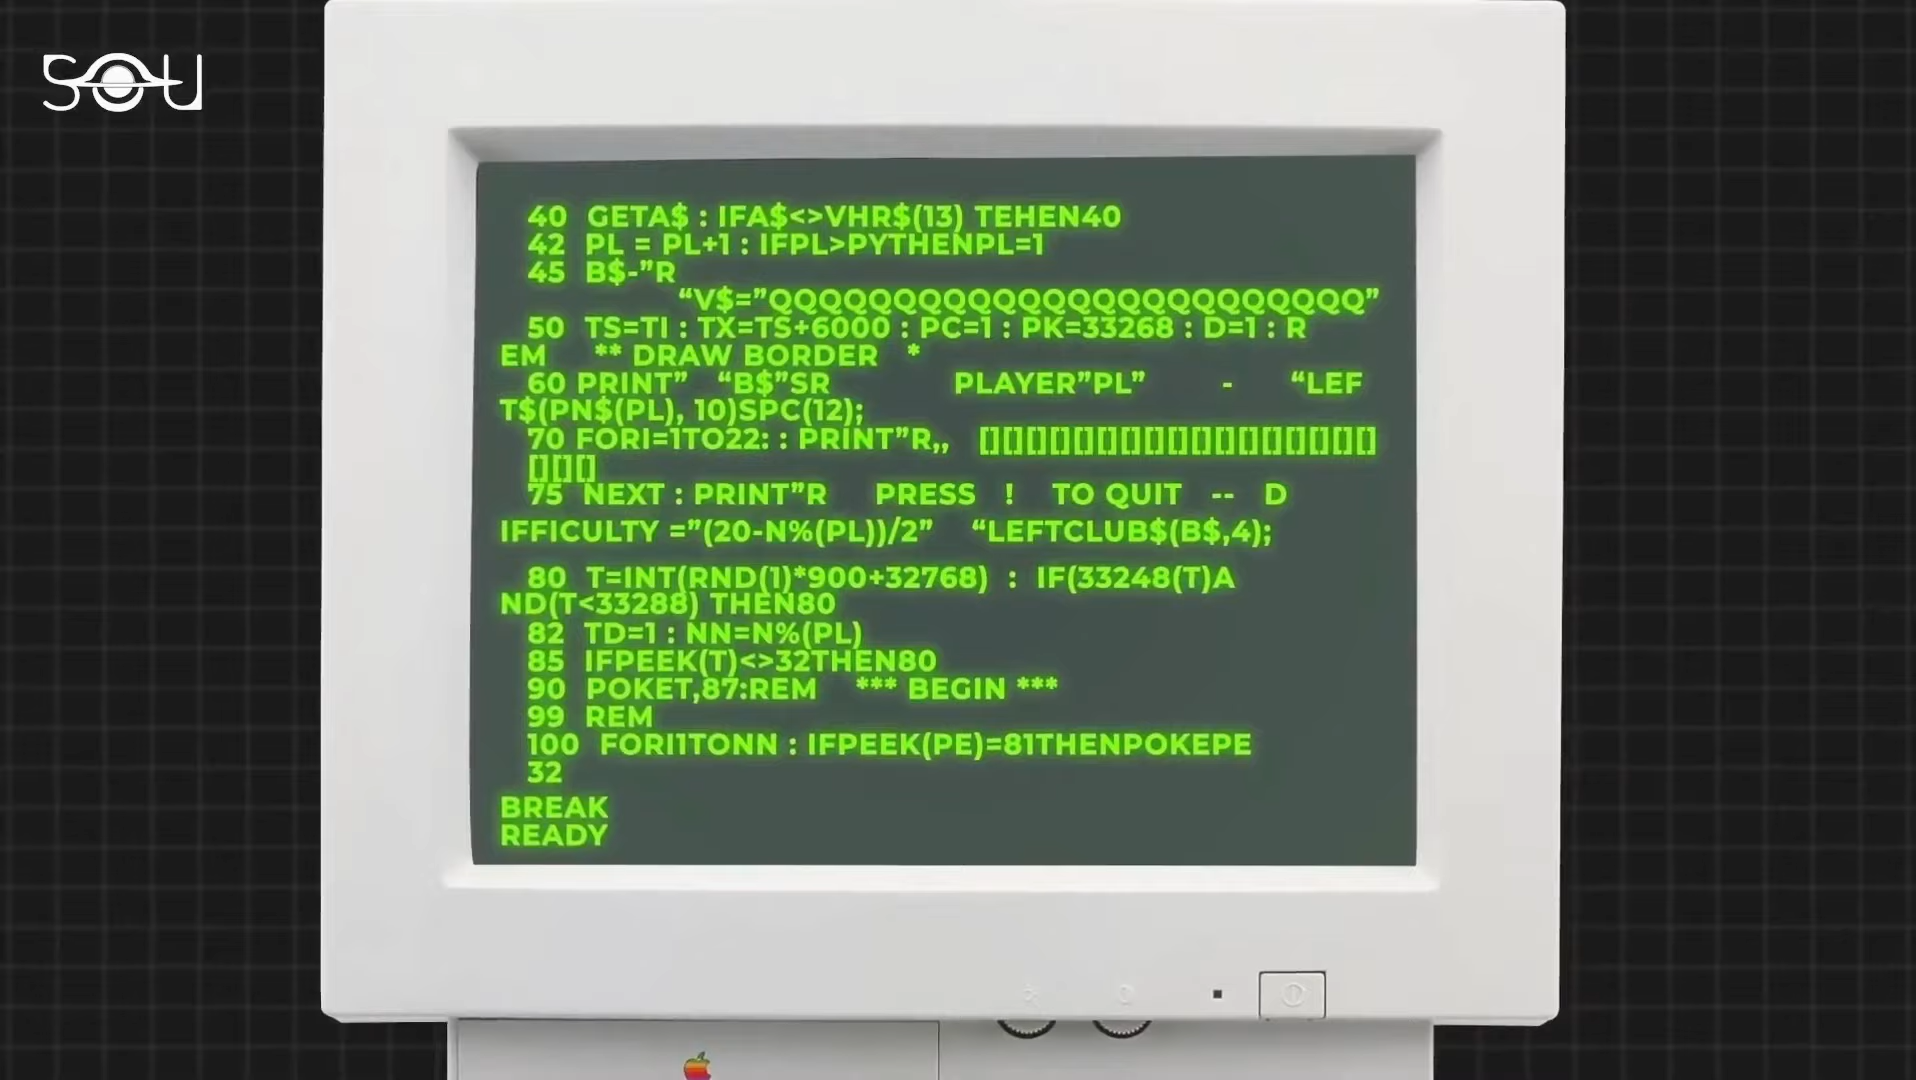 SOU
40 GETA$ : IFA$<>VHR$(13) TEHEN40
42 PL = PL+1 : IFPL>PYTHENPL=1
45 B$-”R
“V$=”QQQQQQQQQQQQQQQQQQQQQQQQ”
50 TS=TI : TX=TS+6000 : PC=1 : PK=33268 : D=1 : R
EM ** DRAW BORDER *
60 PRINT” “B$”SR PLAYER”PL” - “LEF
T$(PN$(PL), 10)SPC(12);
70 FORI=1TO22: : PRINT”R,, [][][][][][][][][][][][][][][][][]
[][][]
75 NEXT : PRINT”R PRESS ! TO QUIT -- D
IFFICULTY =”(20-N%(PL))/2” “LEFTCLUB$(B$,4);
80 T=INT(RND(1)*900+32768) : IF(33248(T)A
ND(T<33288) THEN80
82 TD=1 : NN=N%(PL)
85 IFPEEK(T)<>32THEN80
90 POKET,87:REM *** BEGIN ***
99 REM
100 FORI1TONN : IFPEEK(PE)=81THENPOKEPE
32
BREAK
READY